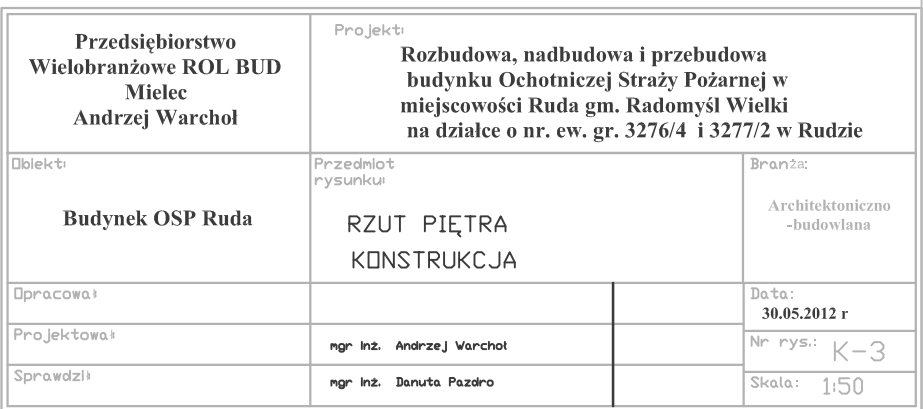 Przedsiębiorstwo
Wielobranżowe ROL BUD
Mielec
Andrzej Warchoł
Projekt:
Rozbudowa, nadbudowa i przebudowa
budynku Ochotniczej Straży Pożarnej w
miejscowości Ruda gm. Radomyśl Wielki
na działce o nr. ew. gr. 3276/4 i 3277/2 w Rudzie
Obiekt:
Budynek OSP Ruda
Przedmiot
rysunku:
RZUT PIĘTRA
KONSTRUKCJA
Branża:
Architektoniczno
-budowlana
Opracował:
Data:
30.05.2012 r
Projektował:
mgr inż. Andrzej Warchoł
Nr rys.: K-3
Sprawdził:
mgr inż. Danuta Pazdro
Skala: 1:50